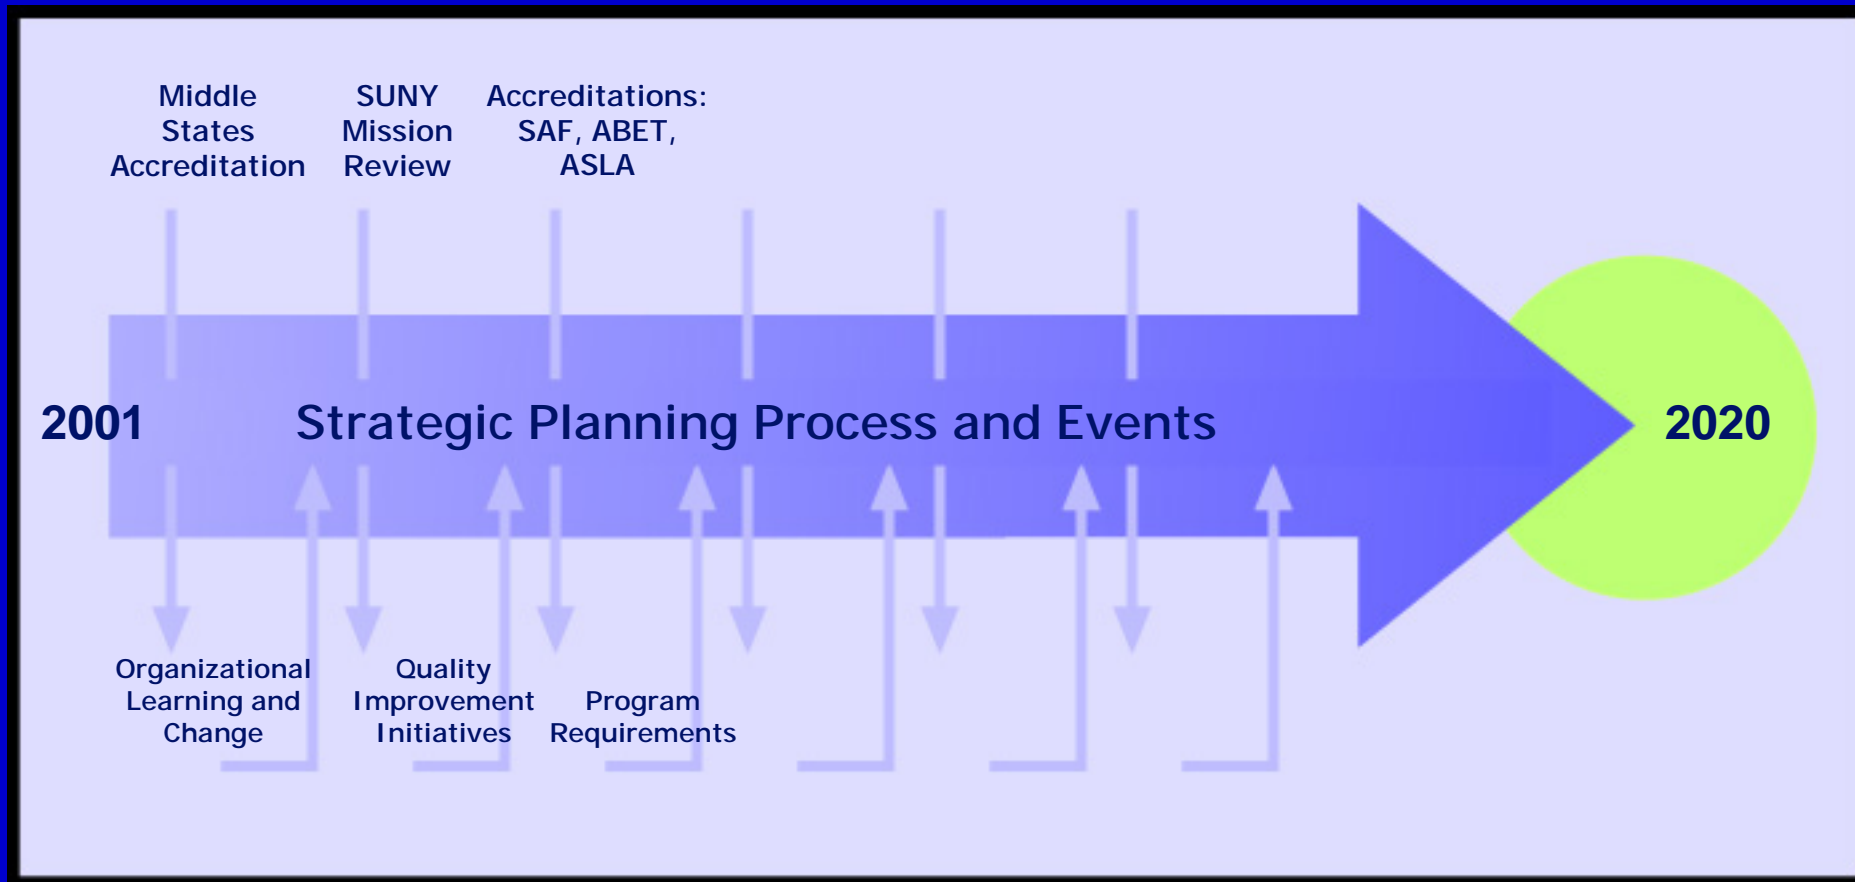 Middle
States
Accreditation
SUNY
Mission
Review
Accreditations:
SAF, ABET,
ASLA
2001
Strategic Planning Process and Events
2020
Organizational
Learning and
Change
Quality
Improvement
Initiatives
Program
Requirements